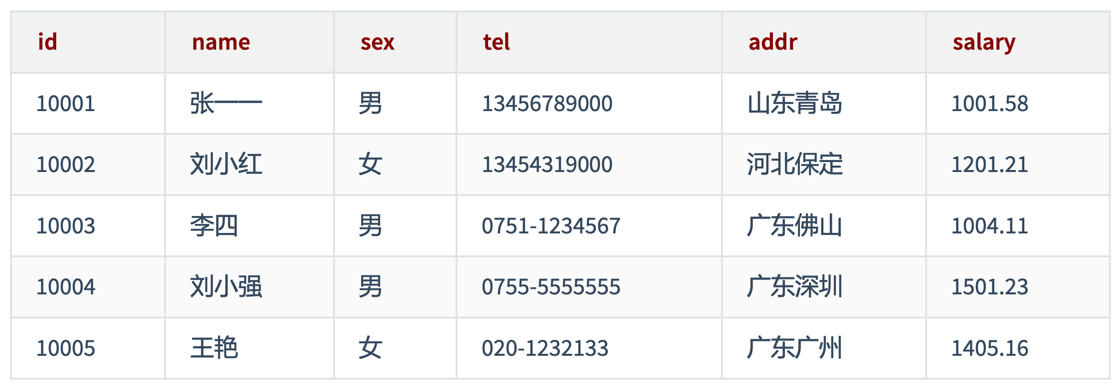 id name sex tel addr salary
10001 张一一 男 13456789000 山东青岛 1001.58
10002 刘小红 女 13454319000 河北保定 1201.21
10003 李四 男 0751-1234567 广东佛山 1004.11
10004 刘小强 男 0755-5555555 广东深圳 1501.23
10005 王艳 女 020-1232133 广东广州 1405.16